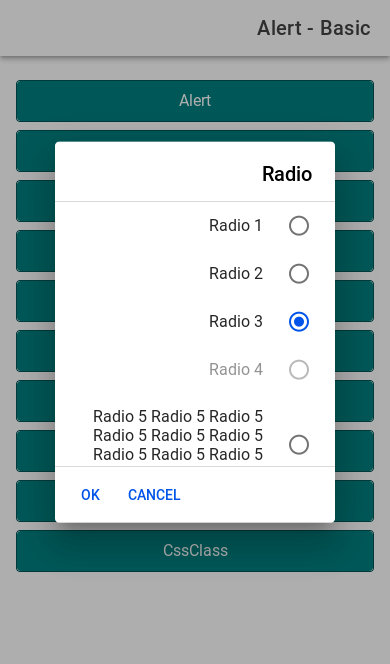 Alert - Basic
Alert
Radio
Radio 1
Radio 2
Radio 3
Radio 4
Radio 5 Radio 5 Radio 5
Radio 5 Radio 5 Radio 5
Radio 5 Radio 5 Radio 5
OK
CANCEL
CssClass